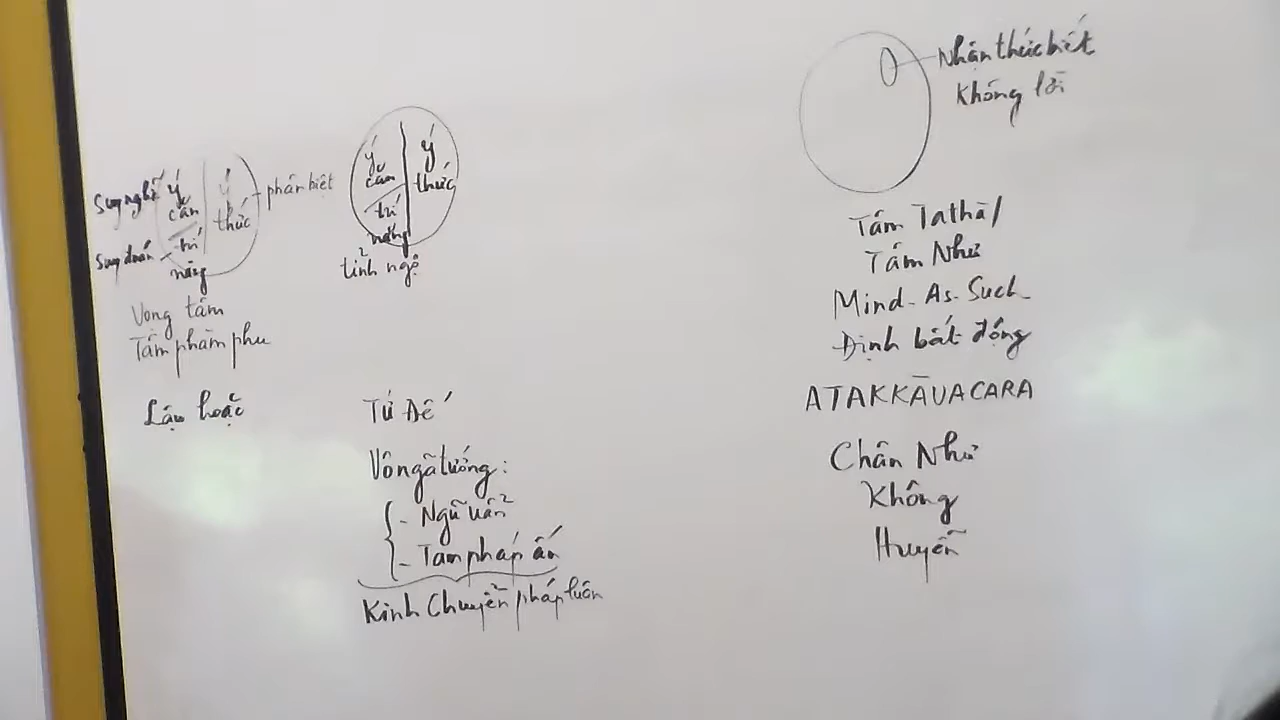 Suy nghĩ
ý
căn
ý
thức
phân biệt
Suy đoán
trí
năng
Vọng tâm
Tâm phàm phu
Lậu hoặc
ý
căn
ý
thức
trí
năng
tỉnh ngộ
Tứ Đế
Vô ngã tướng:
- Ngũ uẩn
- Tam pháp ấn
Kinh Chuyển pháp luân
Nhận thức biết
không lời
Tâm Tathā/
Tâm Như
Mind-As-Such
Định bất động
ATAKKĀVACARA
Chân Như
Không
Huyễn